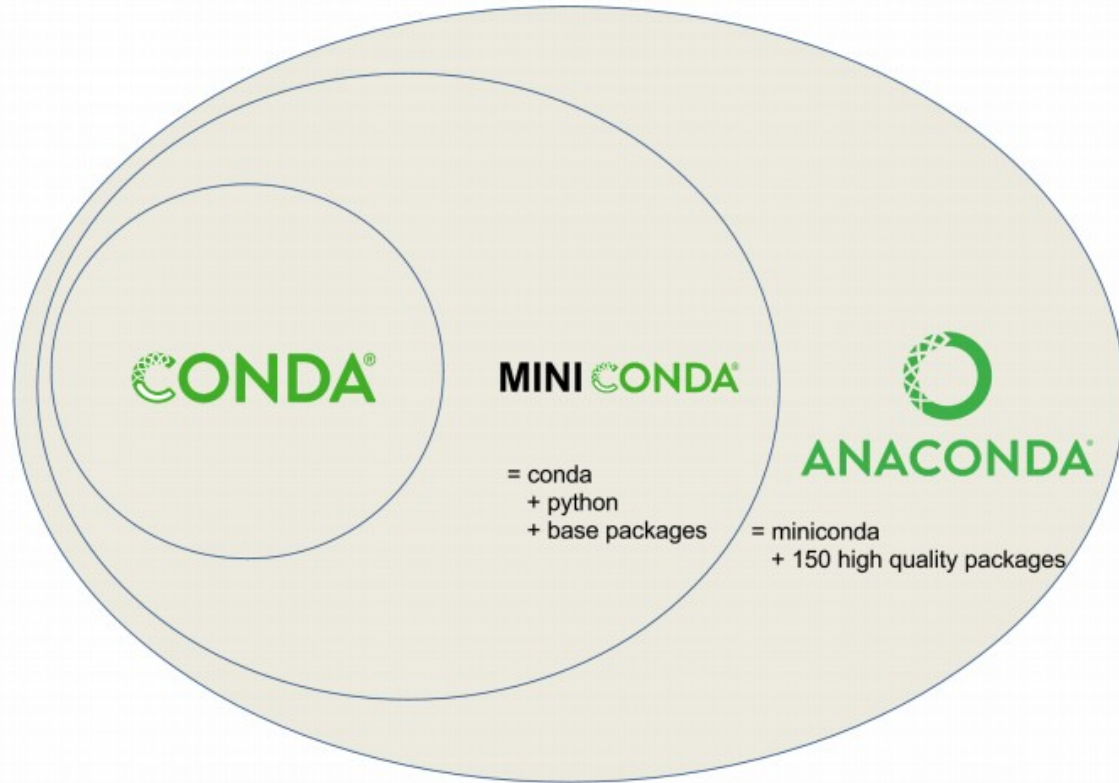 CONDA®
MINI CONDA®
= conda
+ python
+ base packages
ANACONDA®
= miniconda
+ 150 high quality packages